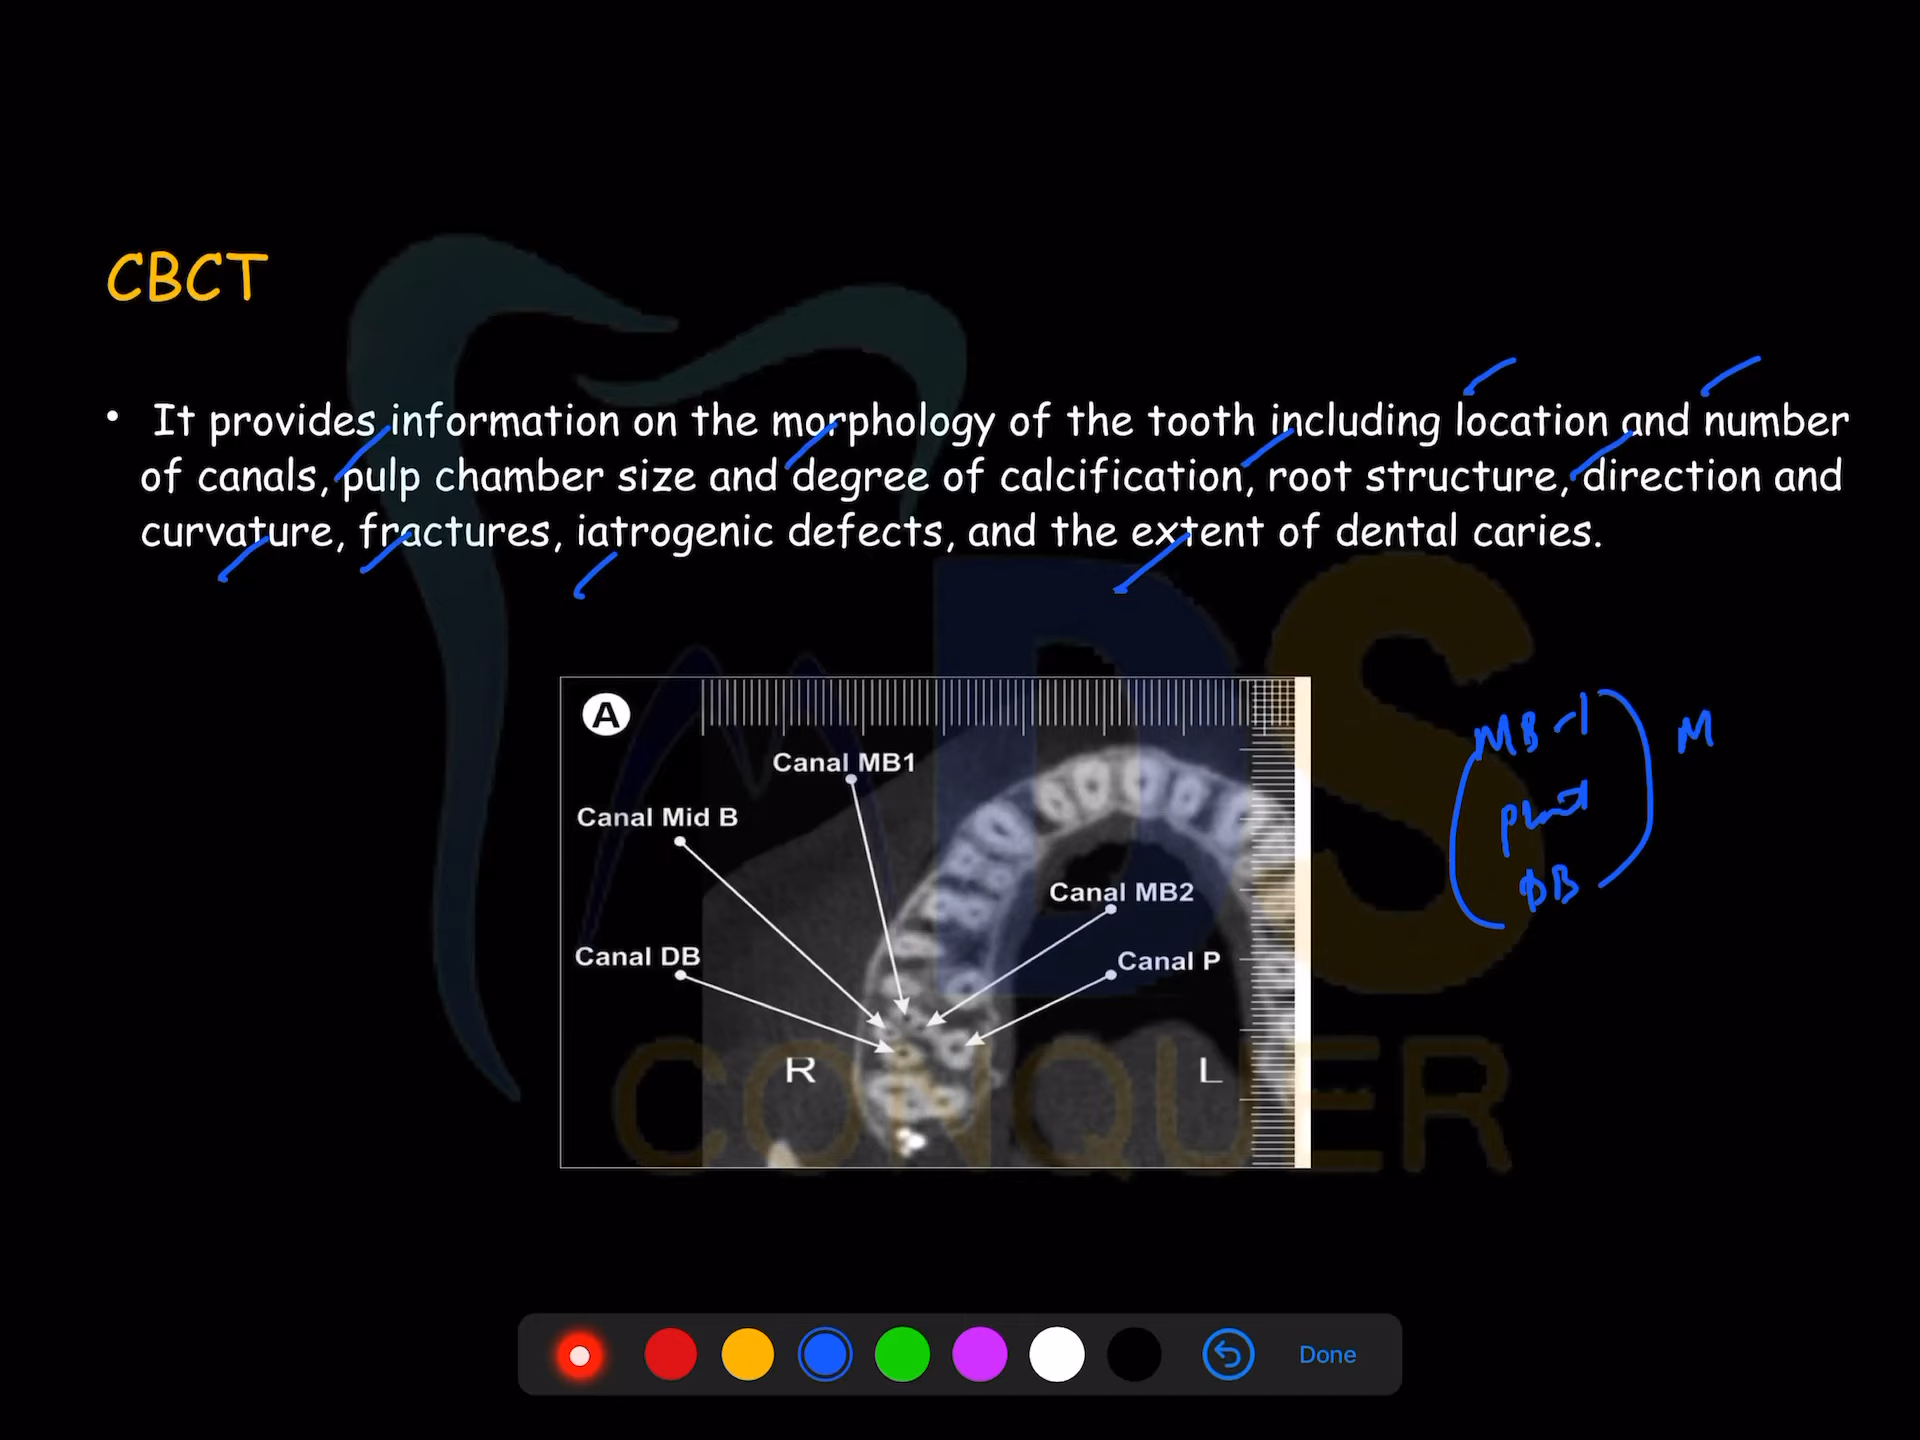 CBCT
• It provides information on the morphology of the tooth including location and number
of canals, pulp chamber size and degree of calcification, root structure, direction and
curvature, fractures, iatrogenic defects, and the extent of dental caries.
A
Canal MB1
Canal Mid B
Canal MB2
Canal DB
Canal P
R
L
MB-1
M
DB
DS
CONQUER
Done